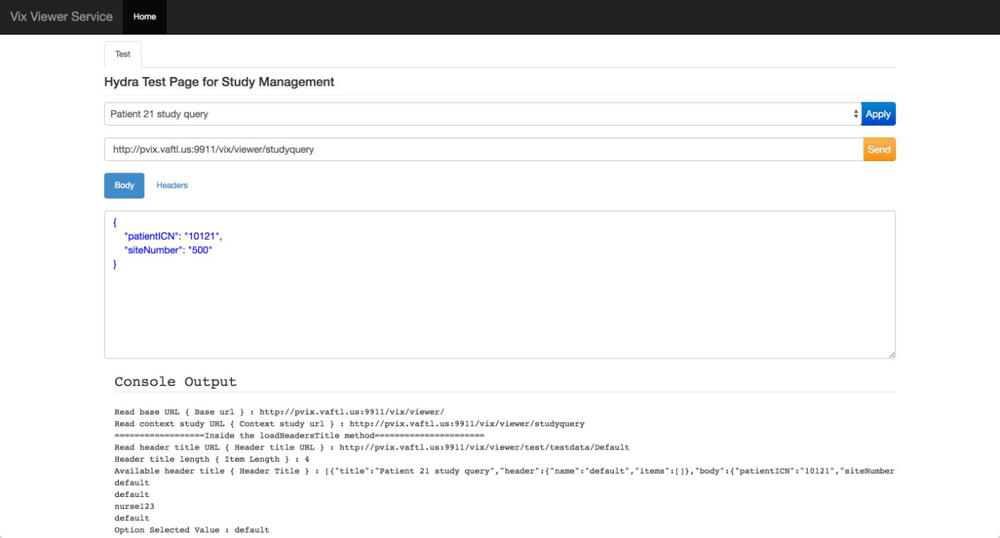 Vix Viewer Service Home
Test
Hydra Test Page for Study Management
Patient 21 study query Apply
http://pvix.vaftl.us:9911/vix/viewer/studyquery Send
Body Headers
{
"patientICN": "10121",
"siteNumber": "500"
}
Console Output
Read base URL { Base url } : http://pvix.vaftl.us:9911/vix/viewer/
Read context study URL { Context study url } : http://pvix.vaftl.us:9911/vix/viewer/studyquery
==================Inside the loadHeadersTitle method======================
Read header title URL { Header title URL } : http://pvix.vaftl.us:9911/vix/viewer/test/testdata/Default
Header title length { Item Length } : 4
Available header title { Header Title } : [{"title":"Patient 21 study query","header":{"name":"default","items":[]},"body":{"patientICN":"10121","siteNumber
default
default
nurse123
default
Option Selected Value : default